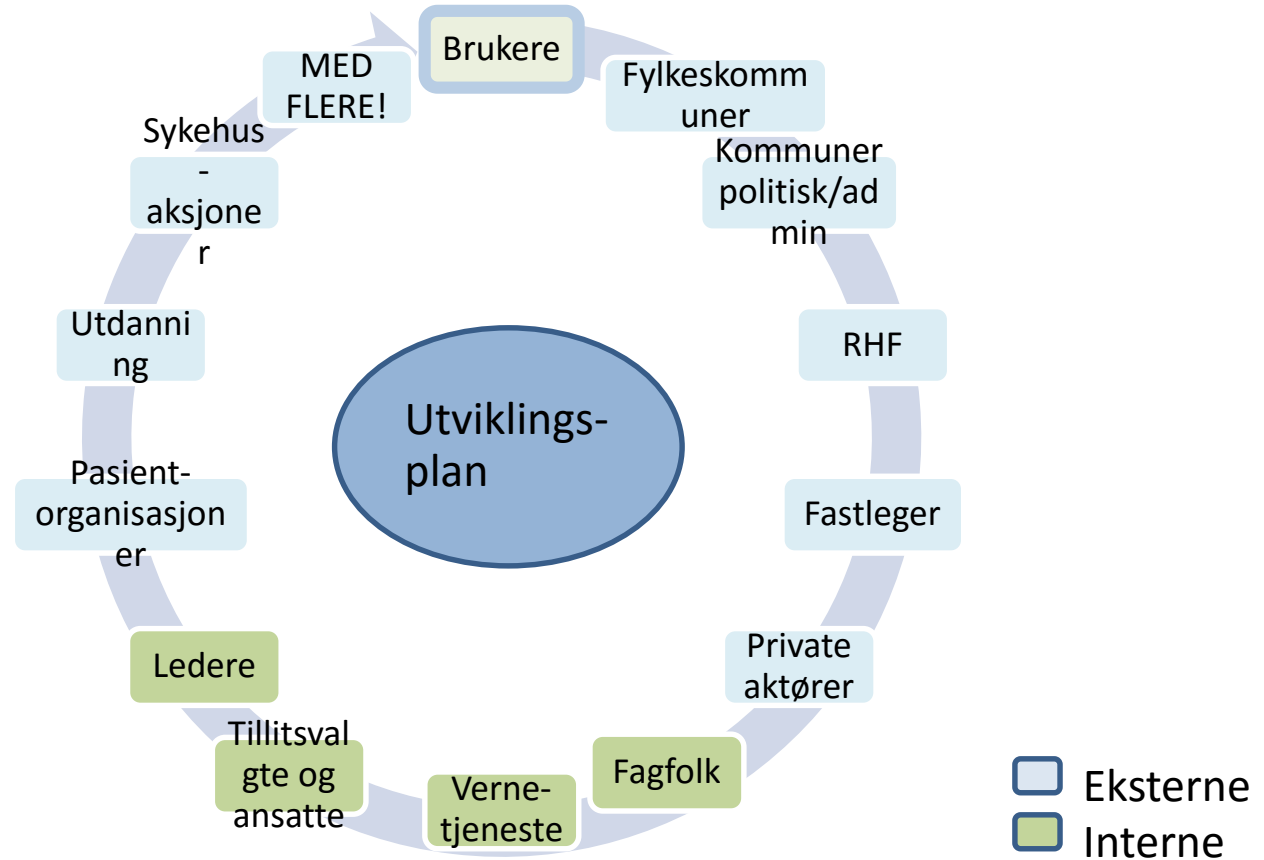 Brukere
Fylkeskomm
uner
Kommuner
politisk/ad
min
RHF
Fastleger
Private
aktører
Fagfolk
Verne-
tjeneste
Tillitsval
gte og
ansatte
Ledere
Pasient-
organisasjon
er
Utdanni
ng
Sykehus
-
aksjone
r
MED
FLERE!
Utviklings-
plan
Eksterne
Interne